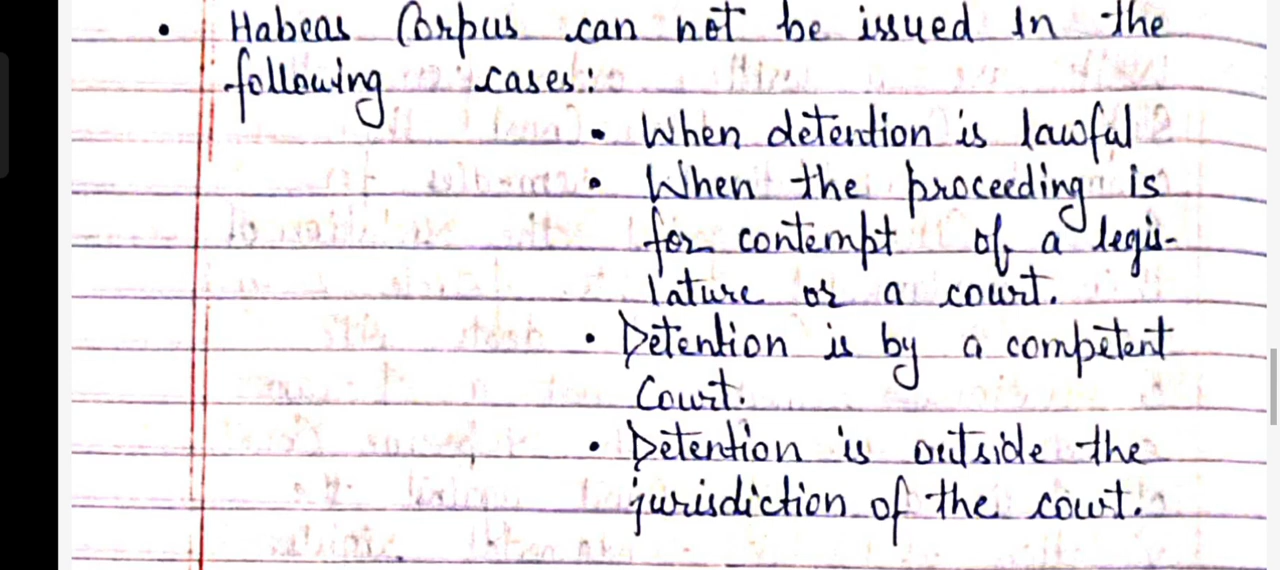 • Habeas Corpus can not be issued in the
following cases:
• When detention is lawful
• When the proceeding is
for contempt of a legis-
lature or a court.
• Detention is by a competent
Court.
• Detention is outside the
jurisdiction of the court.